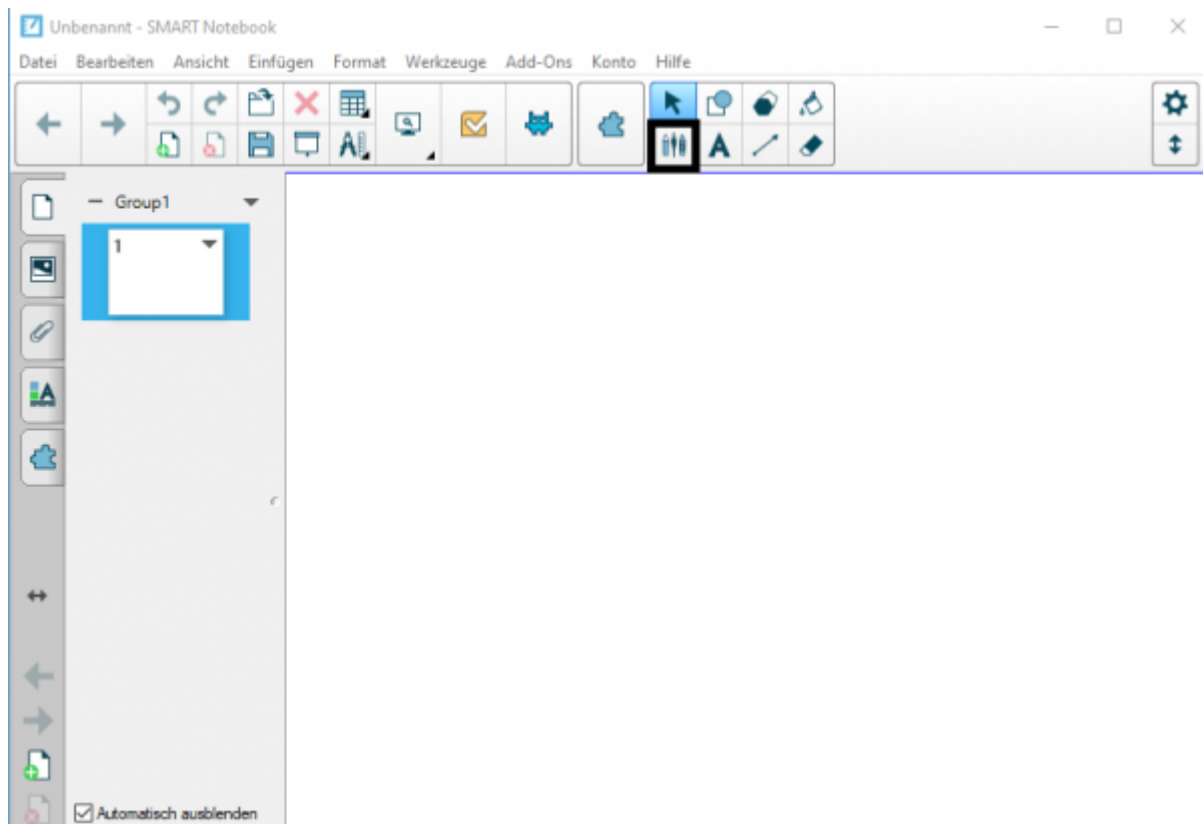 Unbenannt - SMART Notebook
Datei Bearbeiten Ansicht Einfügen Format Werkzeuge Add-Ons Konto Hilfe
Group1
1
Automatisch ausblenden